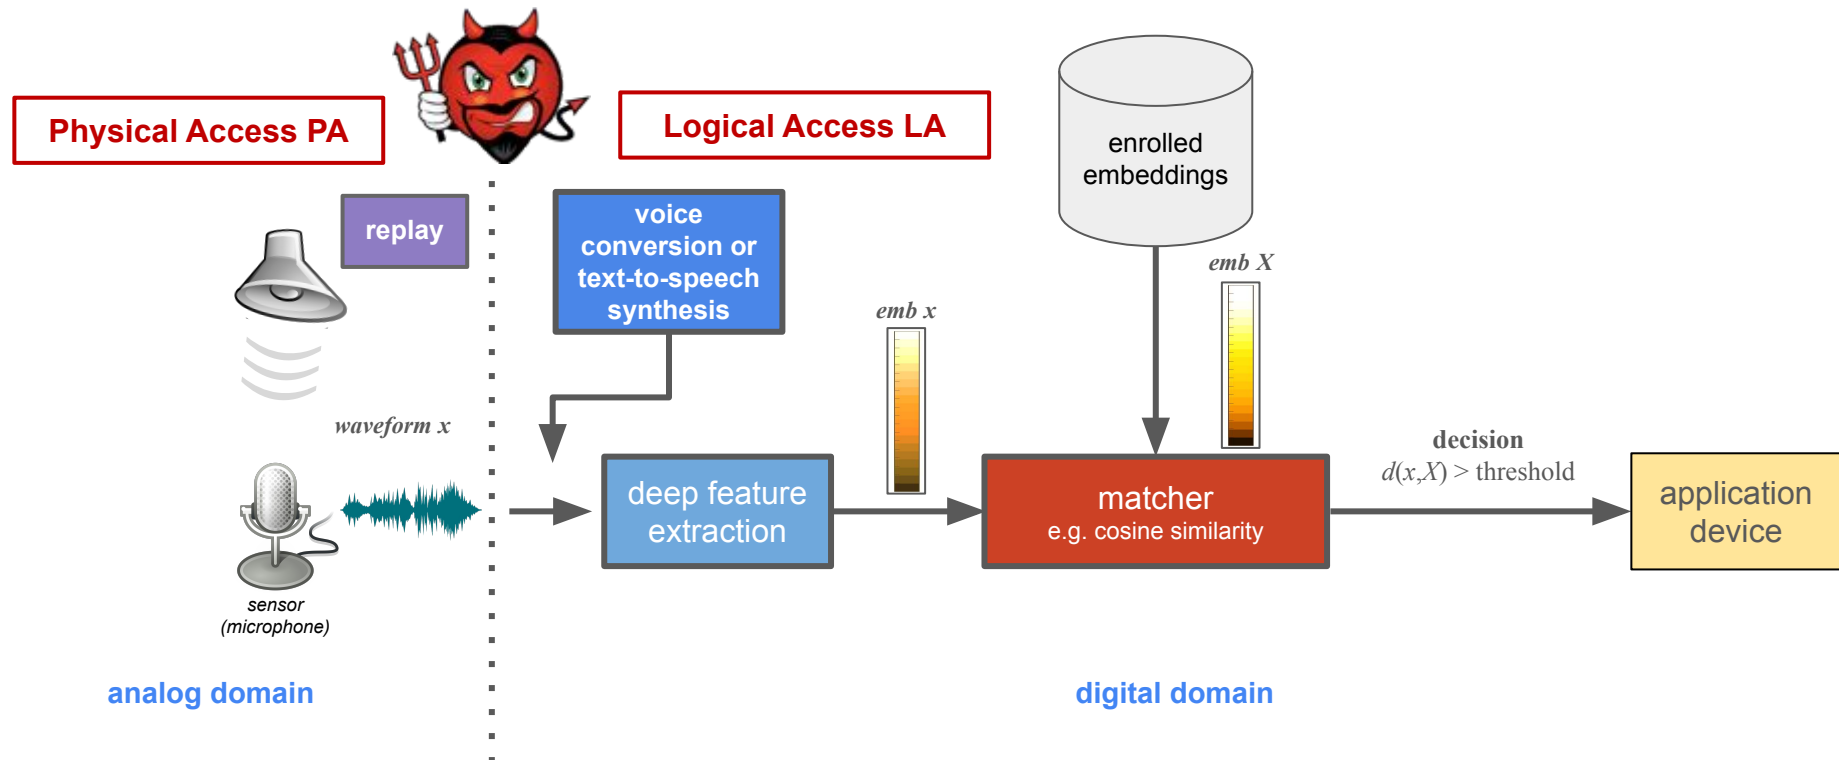 Physical Access PA
Logical Access LA
replay
voice
conversion or
text-to-speech
synthesis
enrolled
embeddings
emb X
emb x
waveform x
decision
d(x,X) > threshold
deep feature
extraction
matcher
e.g. cosine similarity
application
device
sensor
(microphone)
analog domain
digital domain